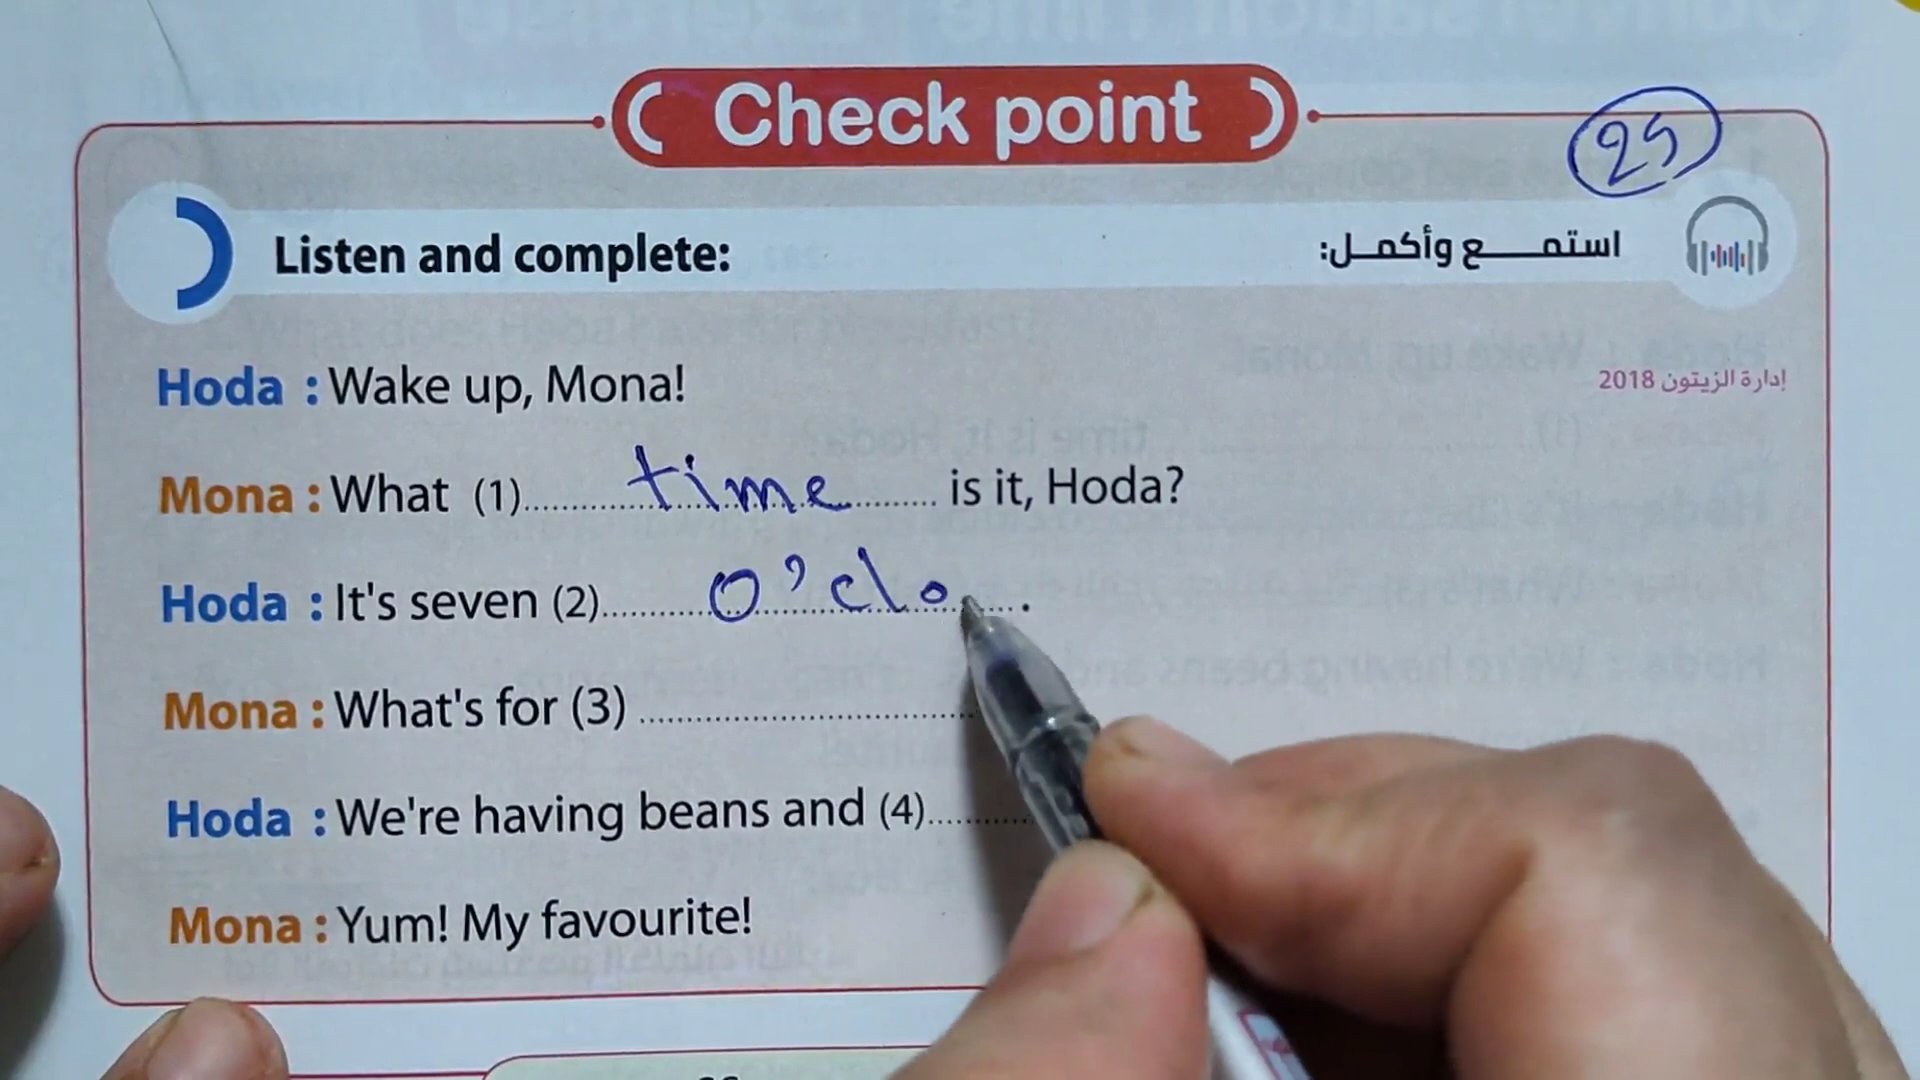 Check point
25
Listen and complete:
استمع وأكمل:
Hoda : Wake up, Mona!
إدارة الزيتون 2018
Mona : What (1) time is it, Hoda?
Hoda : It's seven (2) o'clo.
Mona : What's for (3)
Hoda : We're having beans and (4)
Mona : Yum! My favourite!